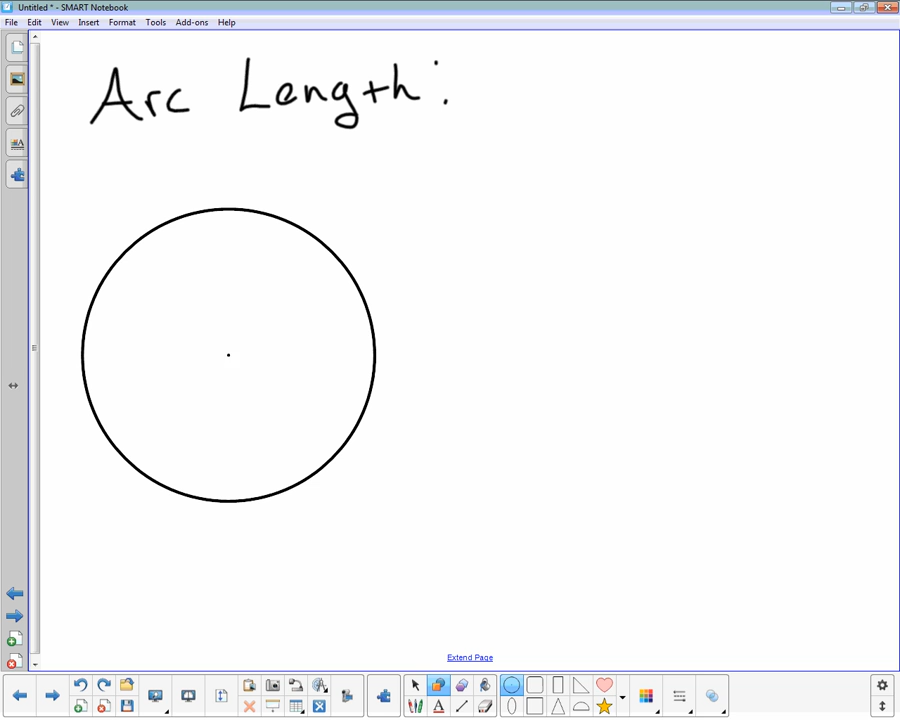 Untitled * - SMART Notebook
File Edit View Insert Format Tools Add-ons Help
Arc Length:
Extend Page